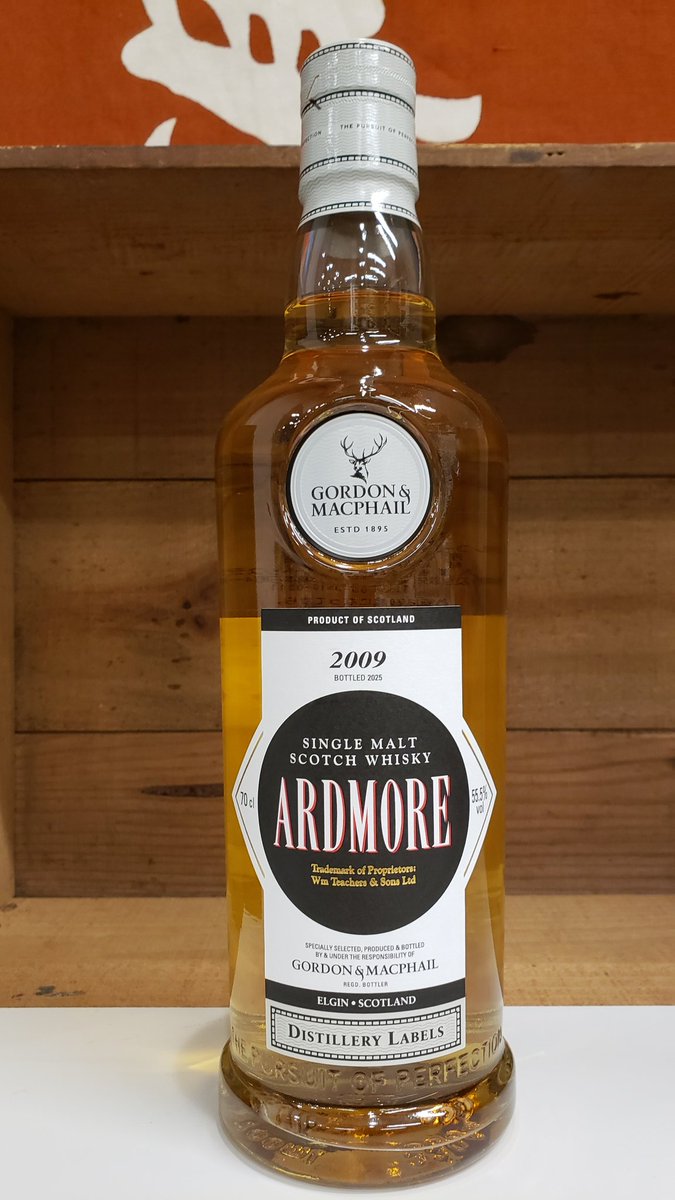 THE PURSUIT OF PERFE
GORDON &
MACPHAIL
ESTD 1895
PRODUCT OF SCOTLAND
2009
BOTTLED 2025
SINGLE MALT
SCOTCH WHISKY
70 cl
ARDMORE
55.5%
vol
Trademark of Proprietors:
Wm Teachers & Sons Ltd
SPECIALLY SELECTED, PRODUCED & BOTTLED
BY & UNDER THE RESPONSIBILITY OF
GORDON & MACPHAIL
REGD. BOTTLER
ELGIN • SCOTLAND
DISTILLERY LABELS
THE PURSUIT OF PERFECTIO